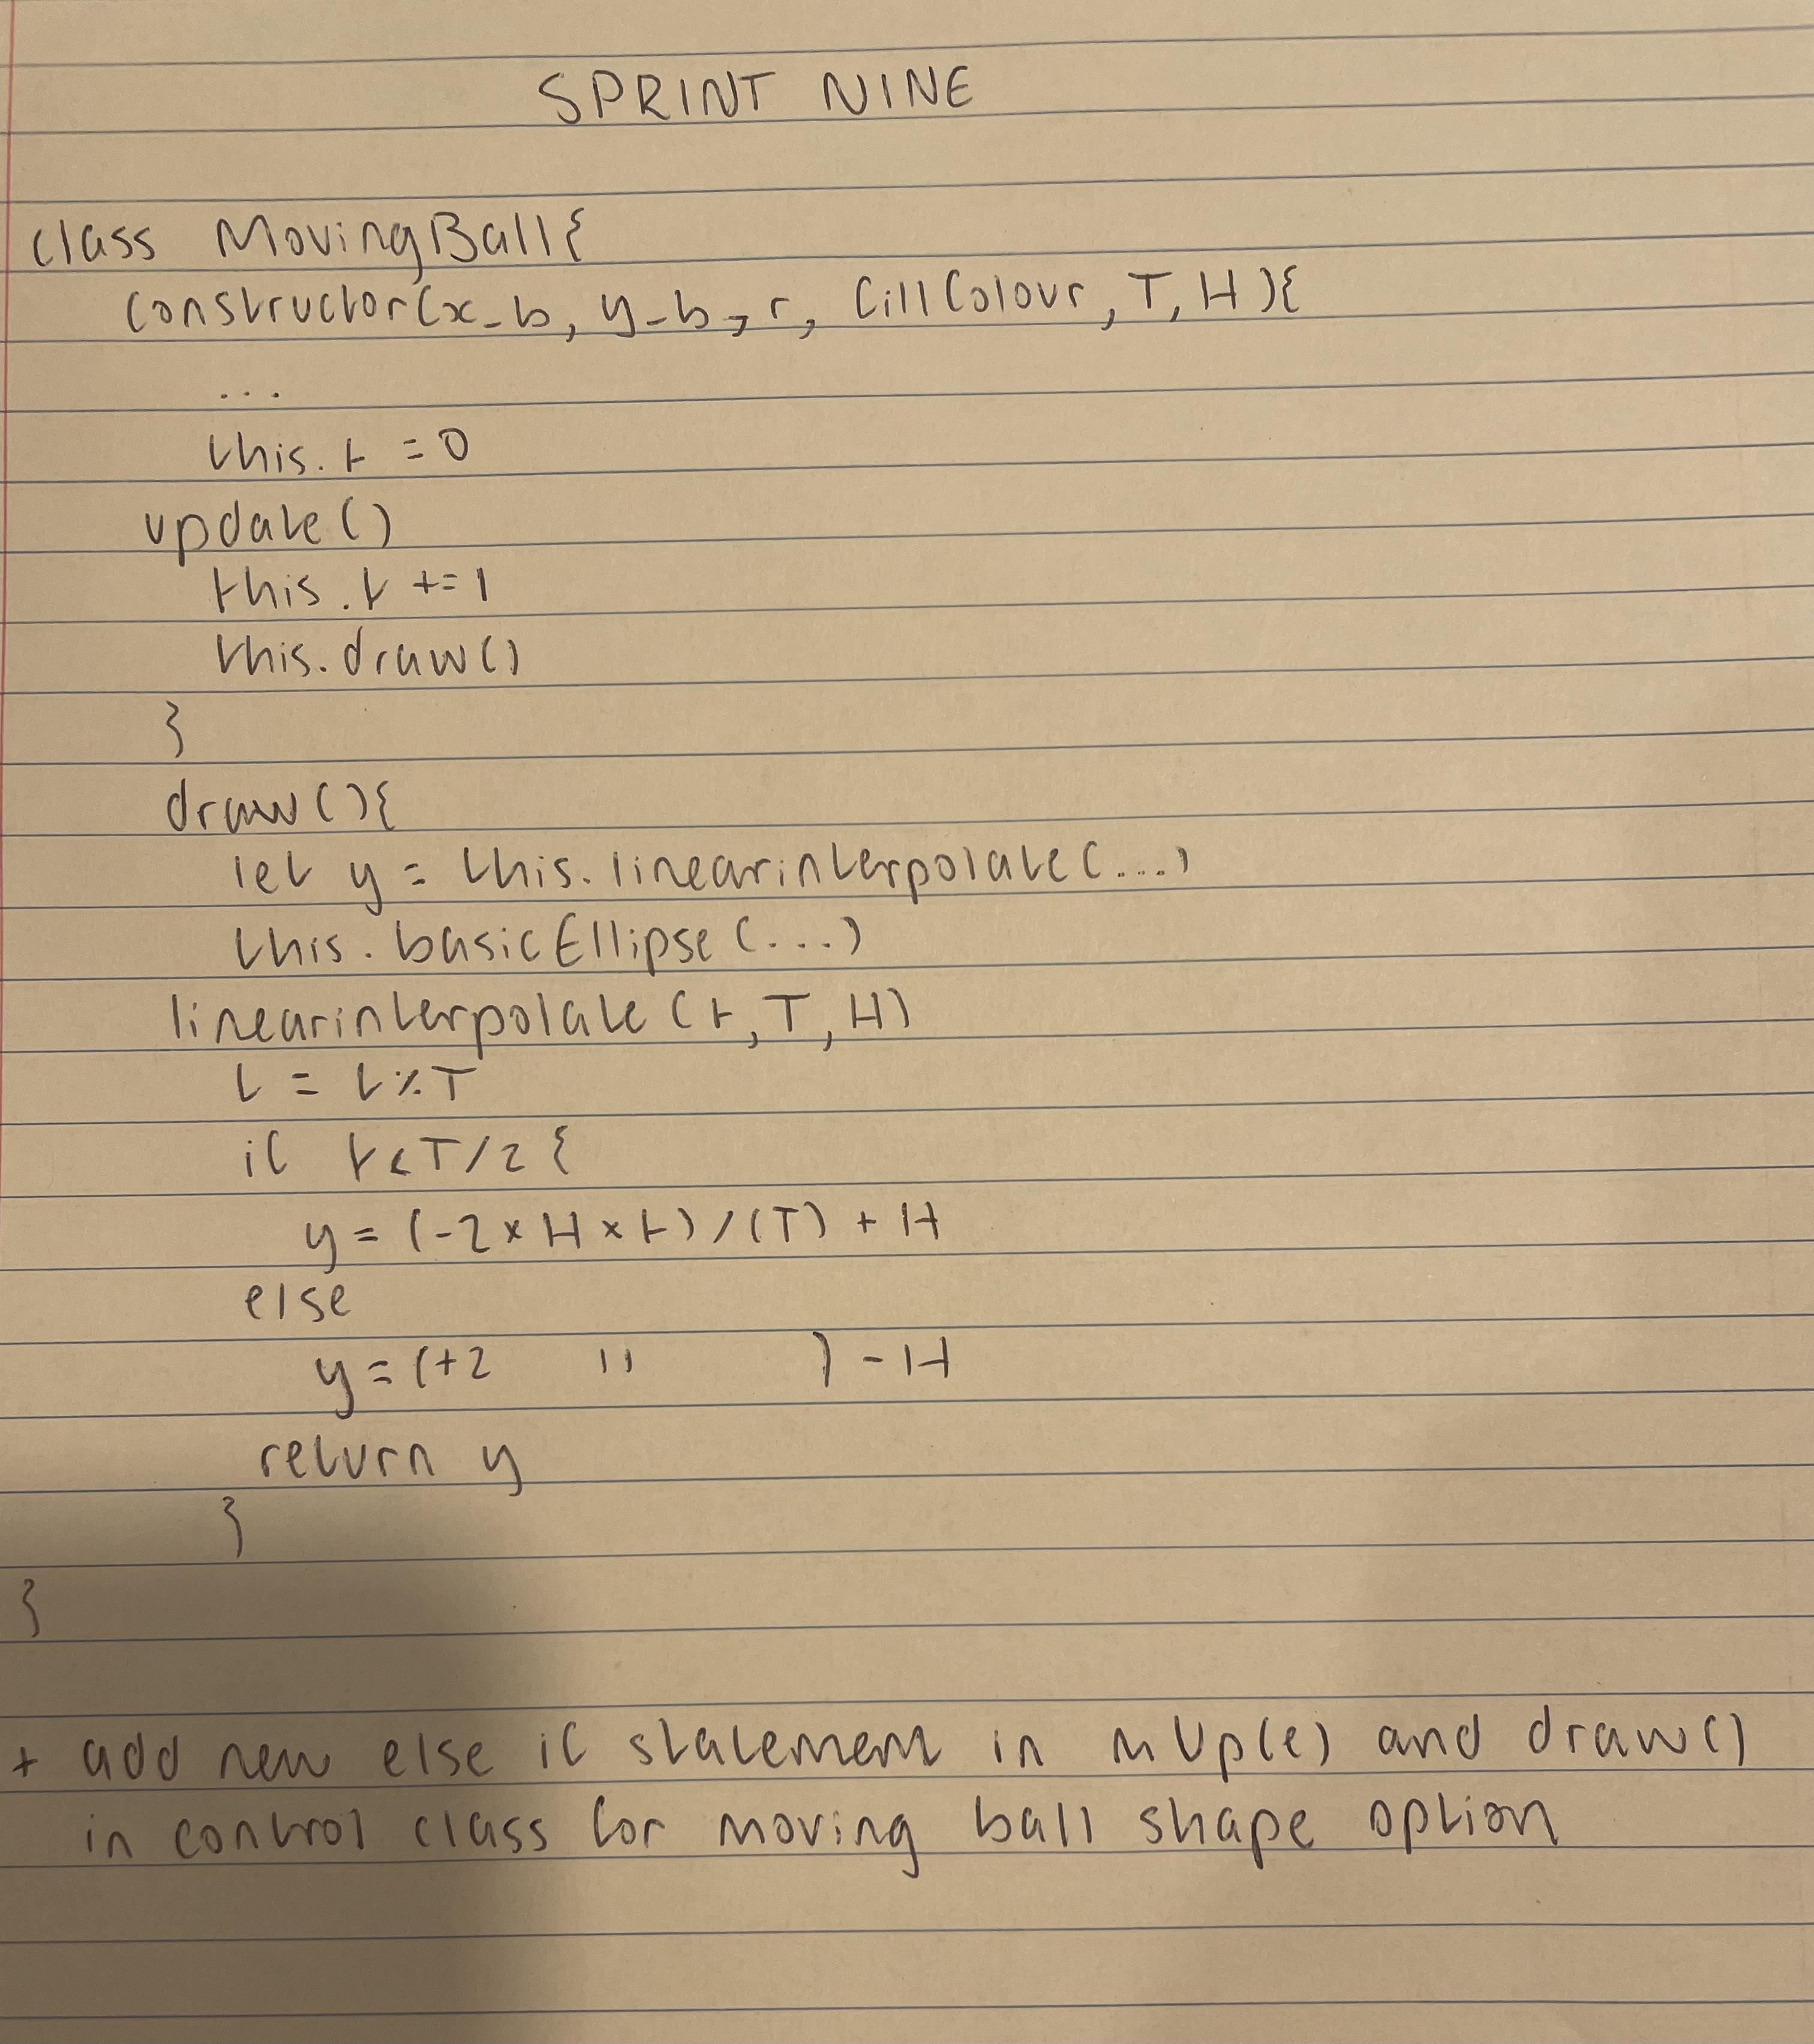 SPRINT NINE
class MovingBall{
constructor(x_b, y_b, r, fillColour, T, H){
...
this.t = 0
update()
this.t += 1
this.draw()
}
draw(){
let y = this.linearinterpolate(...)
this.basicEllipse(...)
linearinterpolate(t, T, H)
t = t%T
if t<T/2{
y = (-2 x H x t) / (T) + H
else
y = (+2 " ) - H
return y
}
}
+ add new else if statement in mUp(e) and draw()
in control class for moving ball shape option